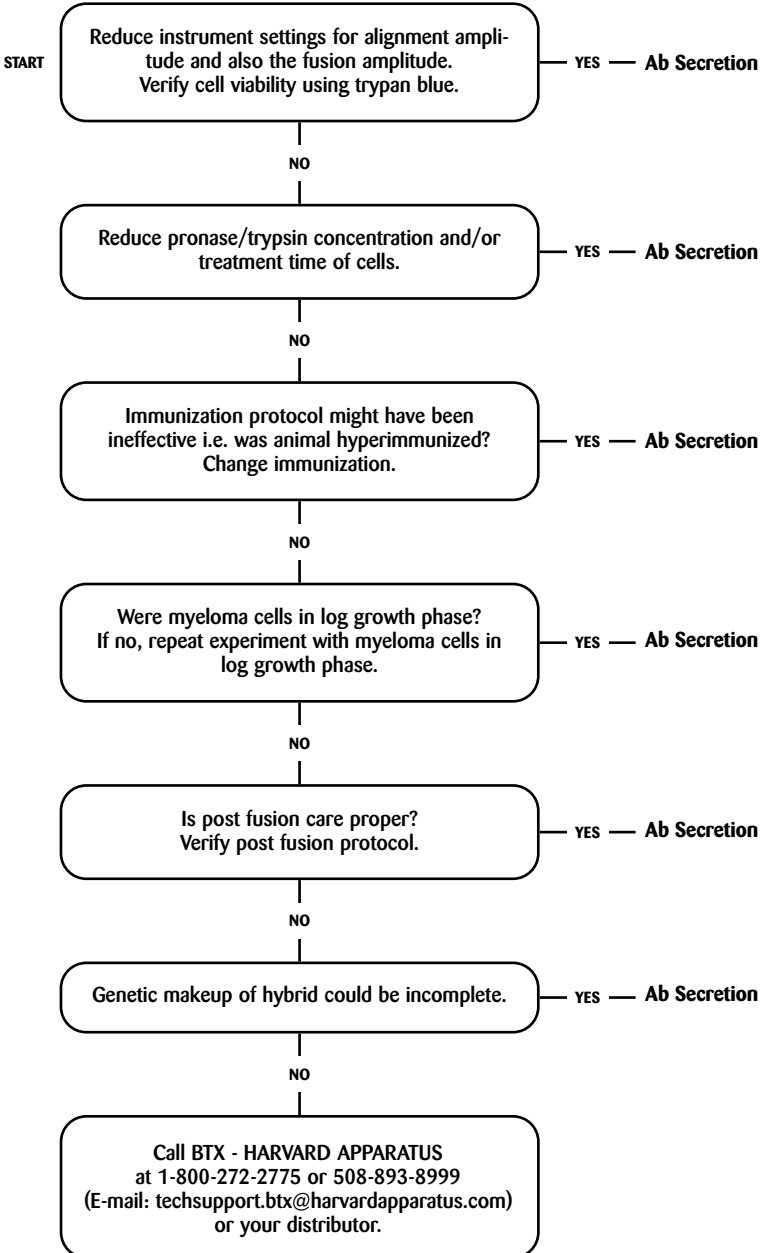 START
Reduce instrument settings for alignment ampli-
tude and also the fusion amplitude.
Verify cell viability using trypan blue.
YES
Ab Secretion
NO
Reduce pronase/trypsin concentration and/or
treatment time of cells.
YES
Ab Secretion
NO
Immunization protocol might have been
ineffective i.e. was animal hyperimmunized?
Change immunization.
YES
Ab Secretion
NO
Were myeloma cells in log growth phase?
If no, repeat experiment with myeloma cells in
log growth phase.
YES
Ab Secretion
NO
Is post fusion care proper?
Verify post fusion protocol.
YES
Ab Secretion
NO
Genetic makeup of hybrid could be incomplete.
YES
Ab Secretion
NO
Call BTX - HARVARD APPARATUS
at 1-800-272-2775 or 508-893-8999
(E-mail: techsupport.btx@harvardapparatus.com)
or your distributor.